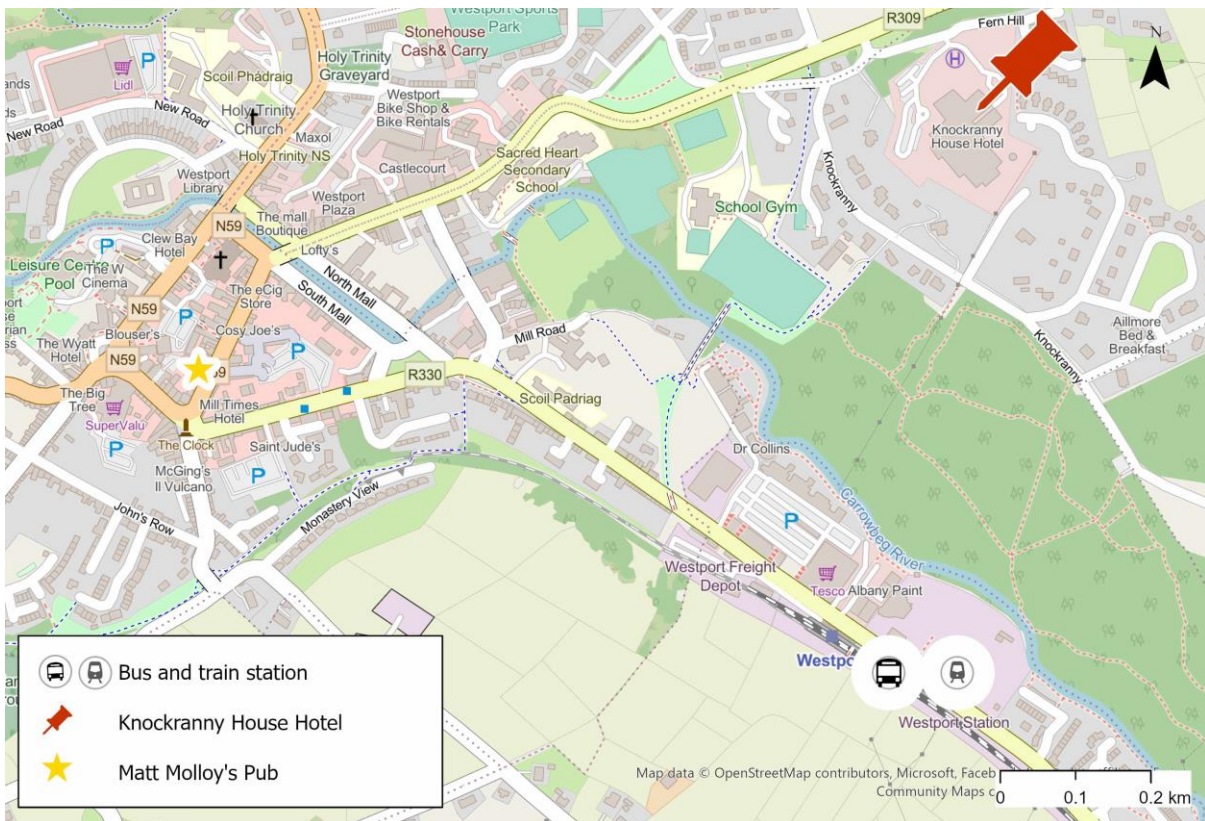 Westport Sports
Park
R309
Fern Hill
N
Stonehouse
Cash& Carry
Holy Trinity
Graveyard
Scoil Phádraig
P
Lidl
ands
ds
New Road
New Road
Holy Trinity
Church
Maxol
Westport
Bike Shop &
Bike Rentals
H
Knockranny
House Hotel
Holy Trinity NS
Castlecourt
Sacred Heart
Secondary
School
Knockranny
Westport
Library
Westport
Plaza
School Gym
N59
The mall
Boutique
Clew Bay
Hotel
P
Lofty's
Leisure Centre
Pool
The W
Cinema
North Mall
South Mall
The eCig
Store
N59
Blouser's
P
Cosy Joe's
P
Mill Road
Knockranny
Aillmore
Bed &
Breakfast
The Wyatt
Hotel
N59
59
R330
The Big
Tree
Mill Times
Hotel
Scoil Padriag
SuperValu
The Clock
Saint Jude's
P
P
McGing's
Il Vulcano
Dr Collins
Monastery View
John's Row
P
Carrowbeg River
Westport Freight
Depot
Tesco
Albany Paint
Westpo
Westport Station
Bus and train station
Knockranny House Hotel
Matt Molloy's Pub
Map data © OpenStreetMap contributors, Microsoft, Faceb
Community Maps c
0 0.1 0.2 km